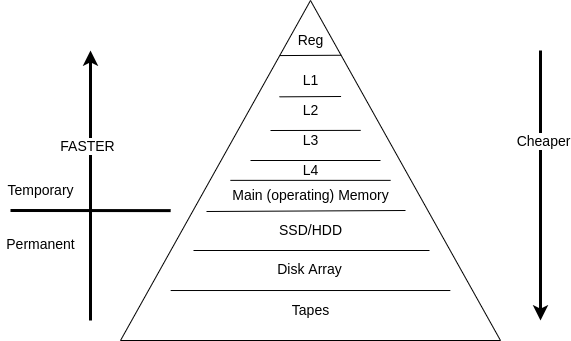 Reg
L1
L2
L3
L4
Main (operating) Memory
SSD/HDD
Disk Array
Tapes
FASTER
Temporary
Permanent
Cheaper